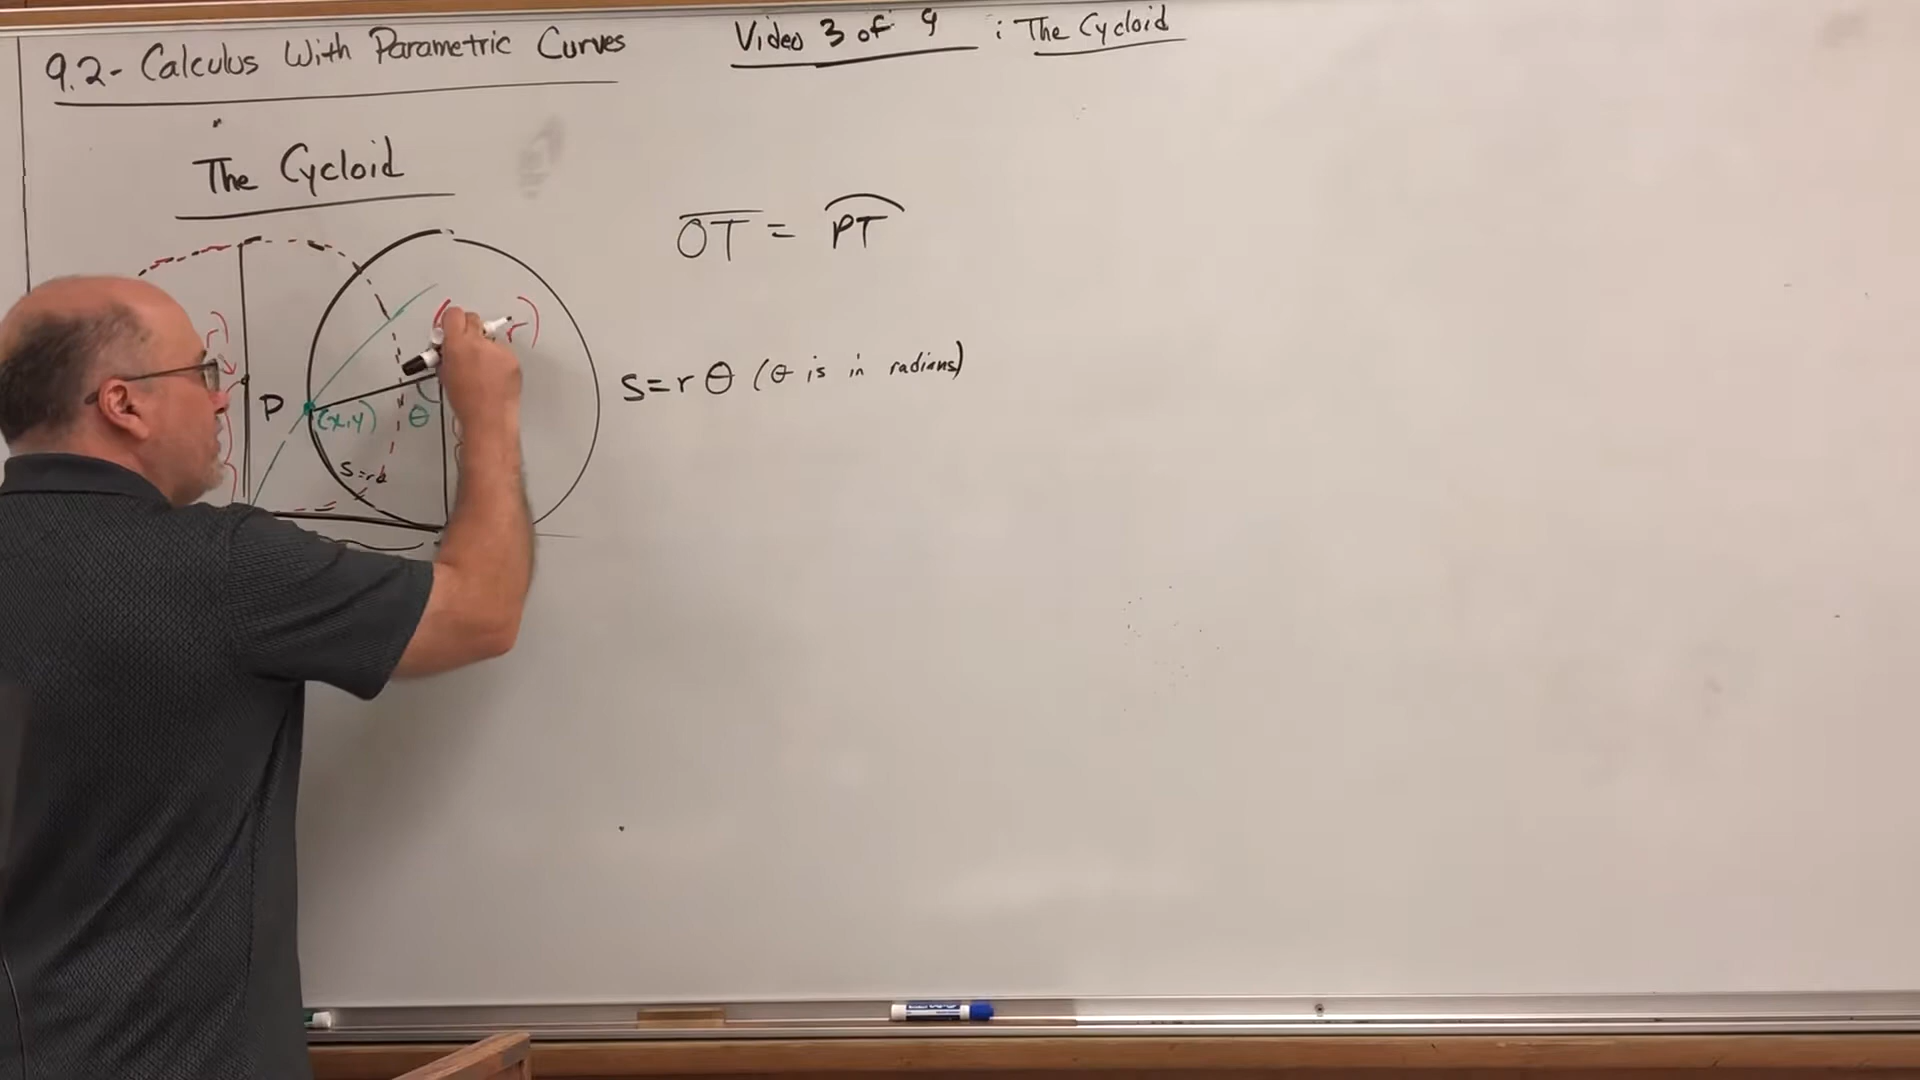 9.2- Calculus With Parametric Curves
Video 3 of 9 : The Cycloid
The Cycloid
OT = PT
r)
r)
S=rθ (θ is in radians)
P
(x,y)
θ